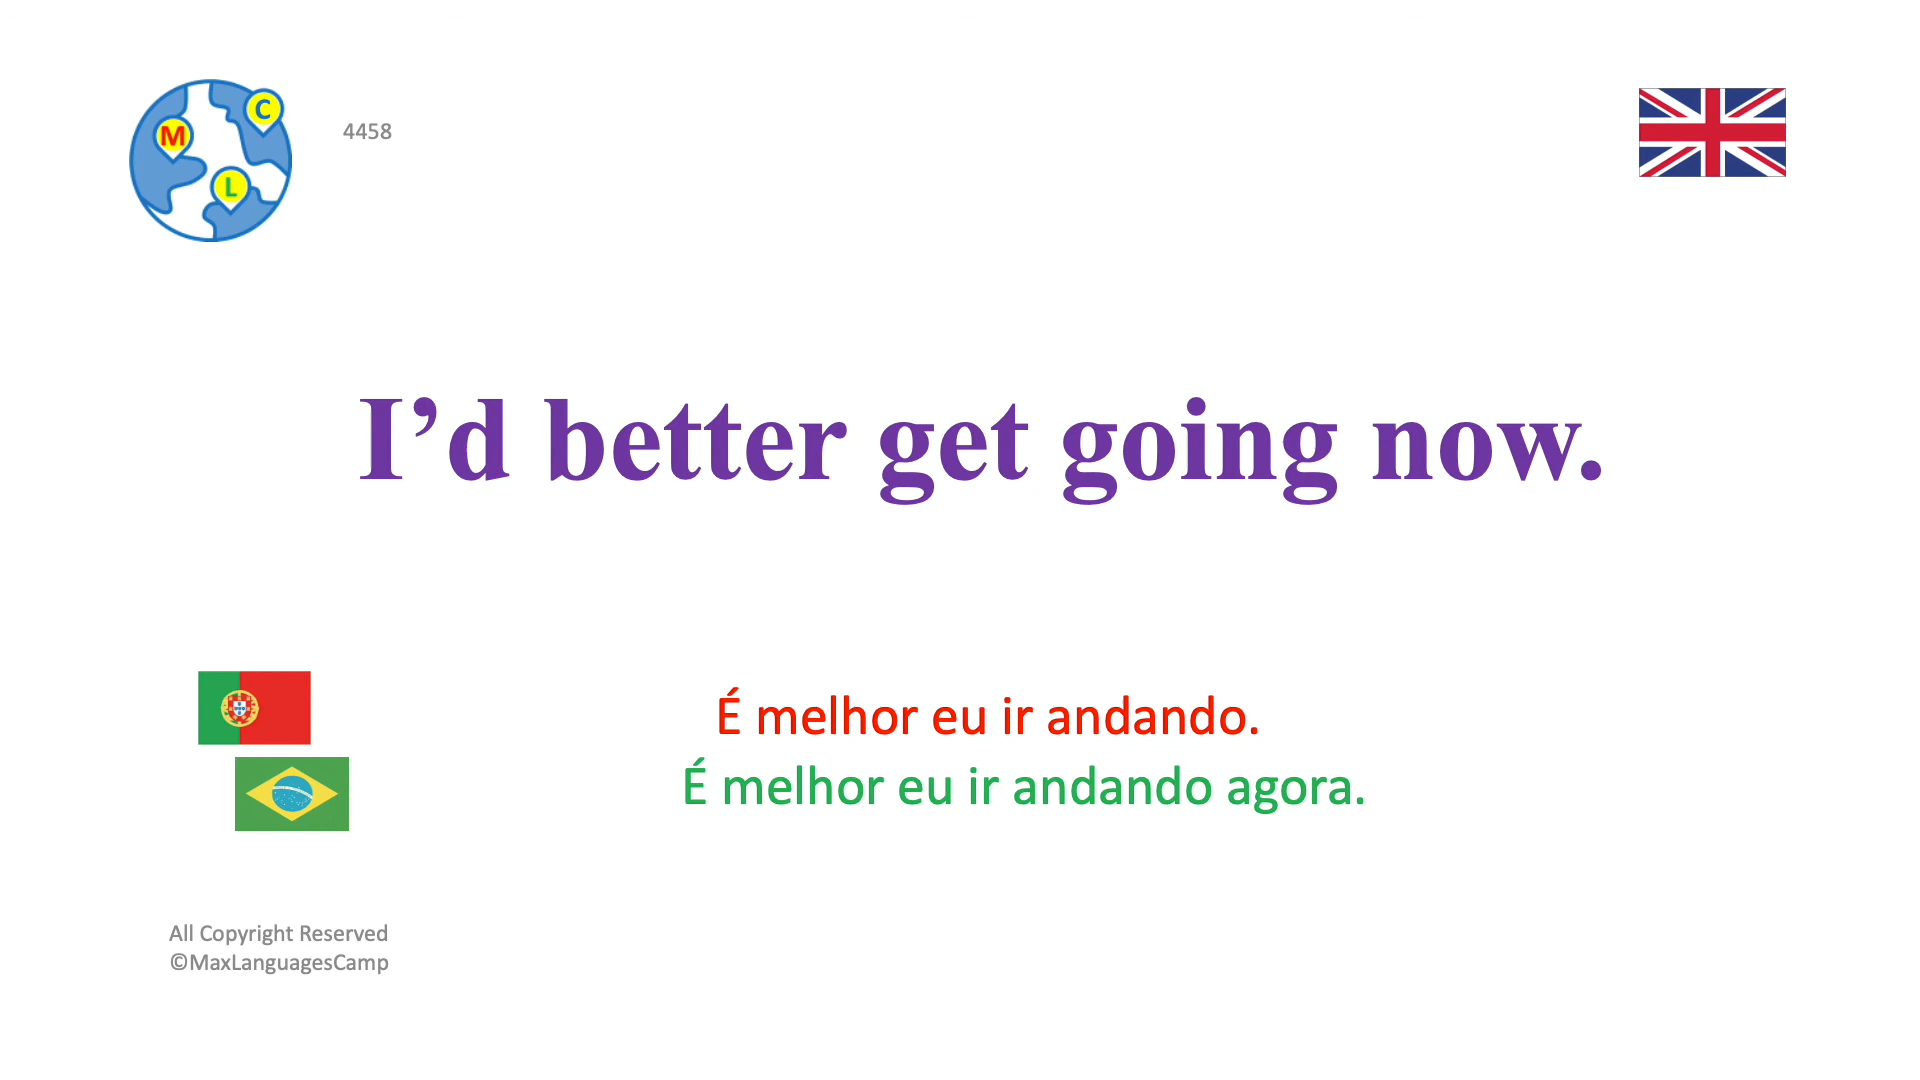 M
C
L
4458
I’d better get going now.
É melhor eu ir andando.
É melhor eu ir andando agora.
All Copyright Reserved
©MaxLanguagesCamp